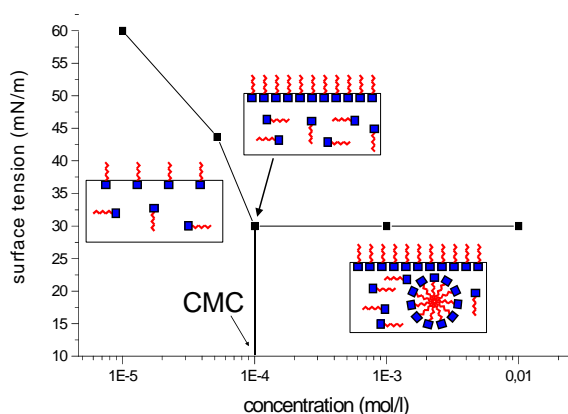 surface tension (mN/m)
60
55
50
45
40
35
30
25
20
15
10
CMC
1E-5
1E-4
1E-3
0,01
concentration (mol/l)